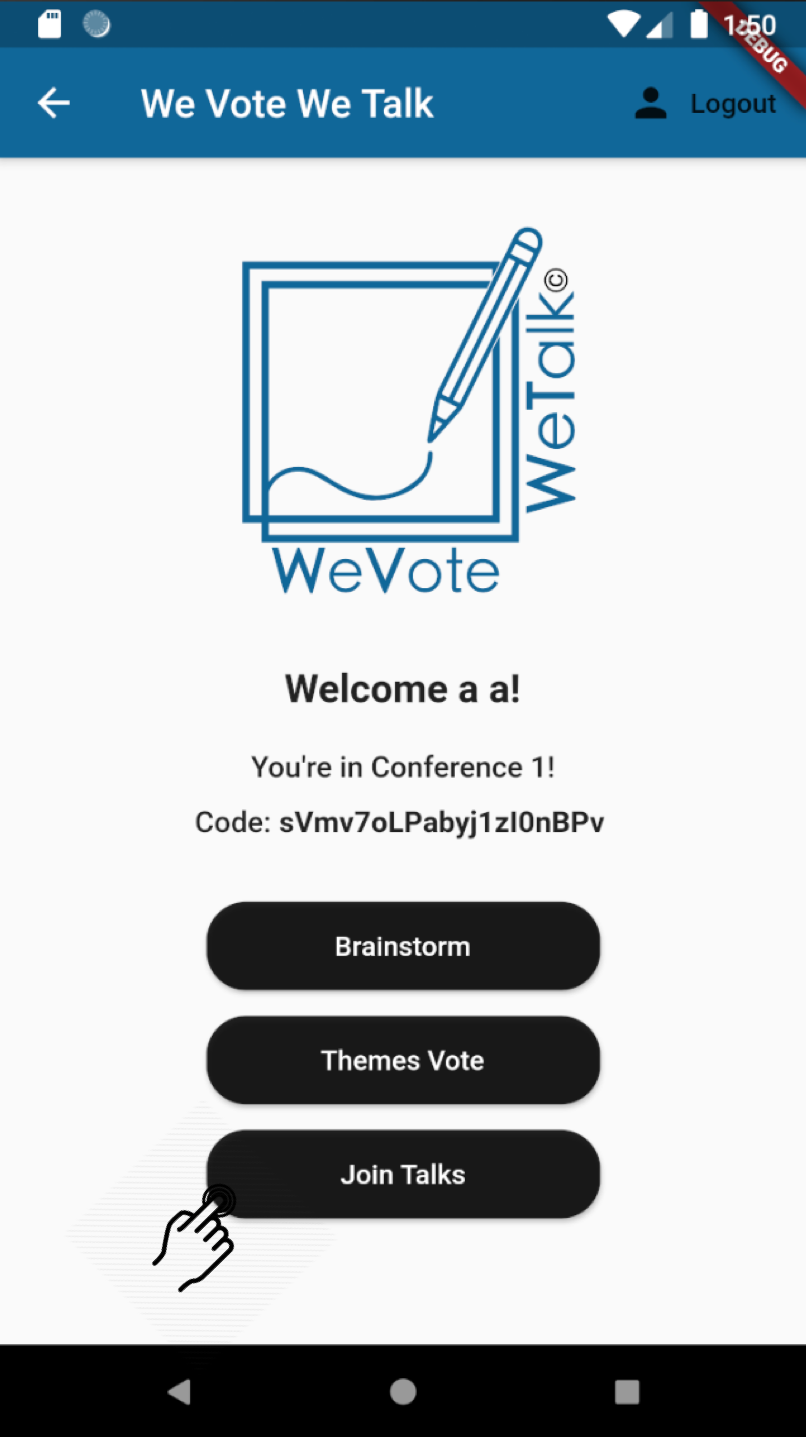 1:50
DEBUG
We Vote We Talk
Logout
WeTalk©
WeVote
Welcome a a!
You're in Conference 1!
Code: sVmv7oLPabyj1zI0nBPv
Brainstorm
Themes Vote
Join Talks